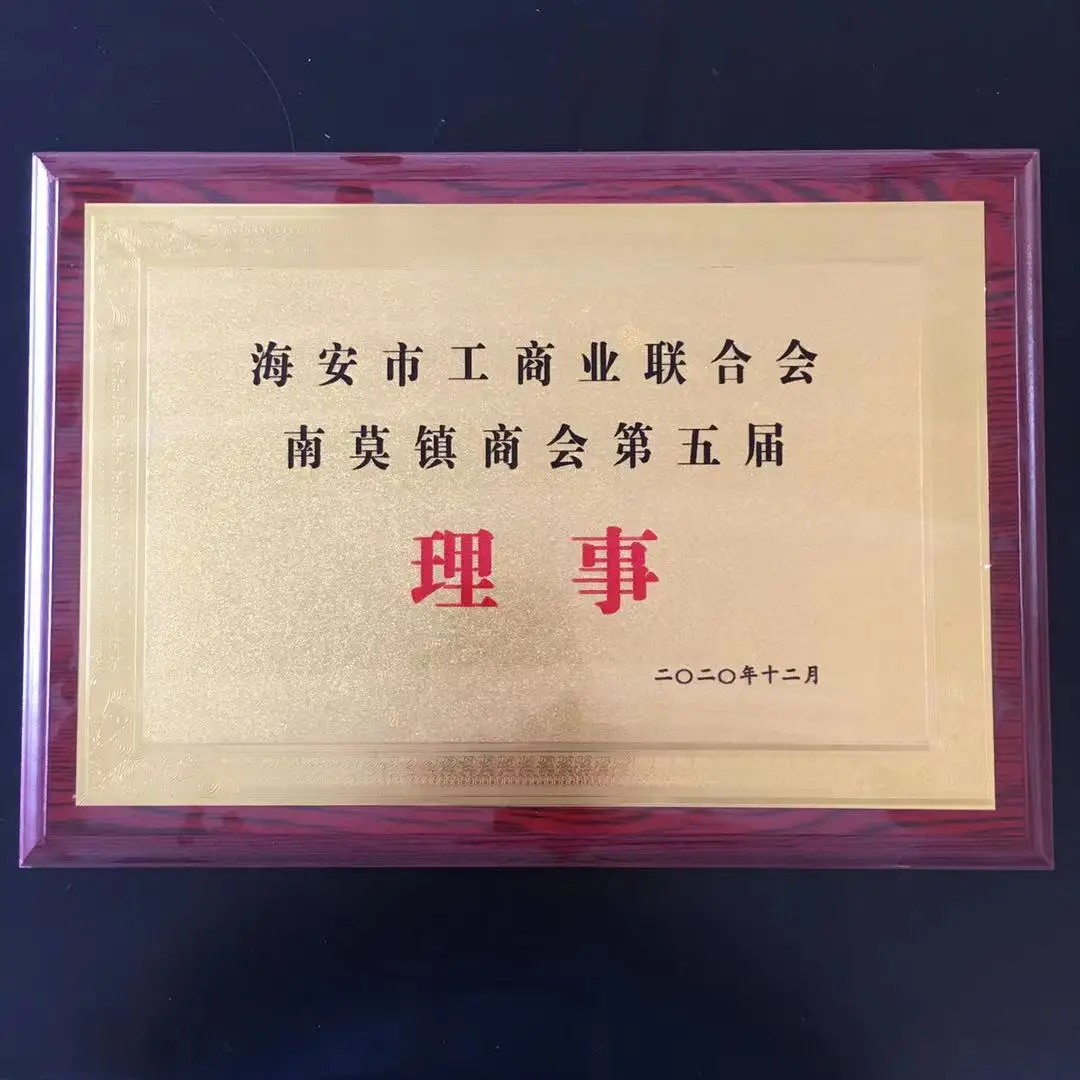 海安市工商业联合会
南莫镇商会第五届
理事
二〇二〇年十二月